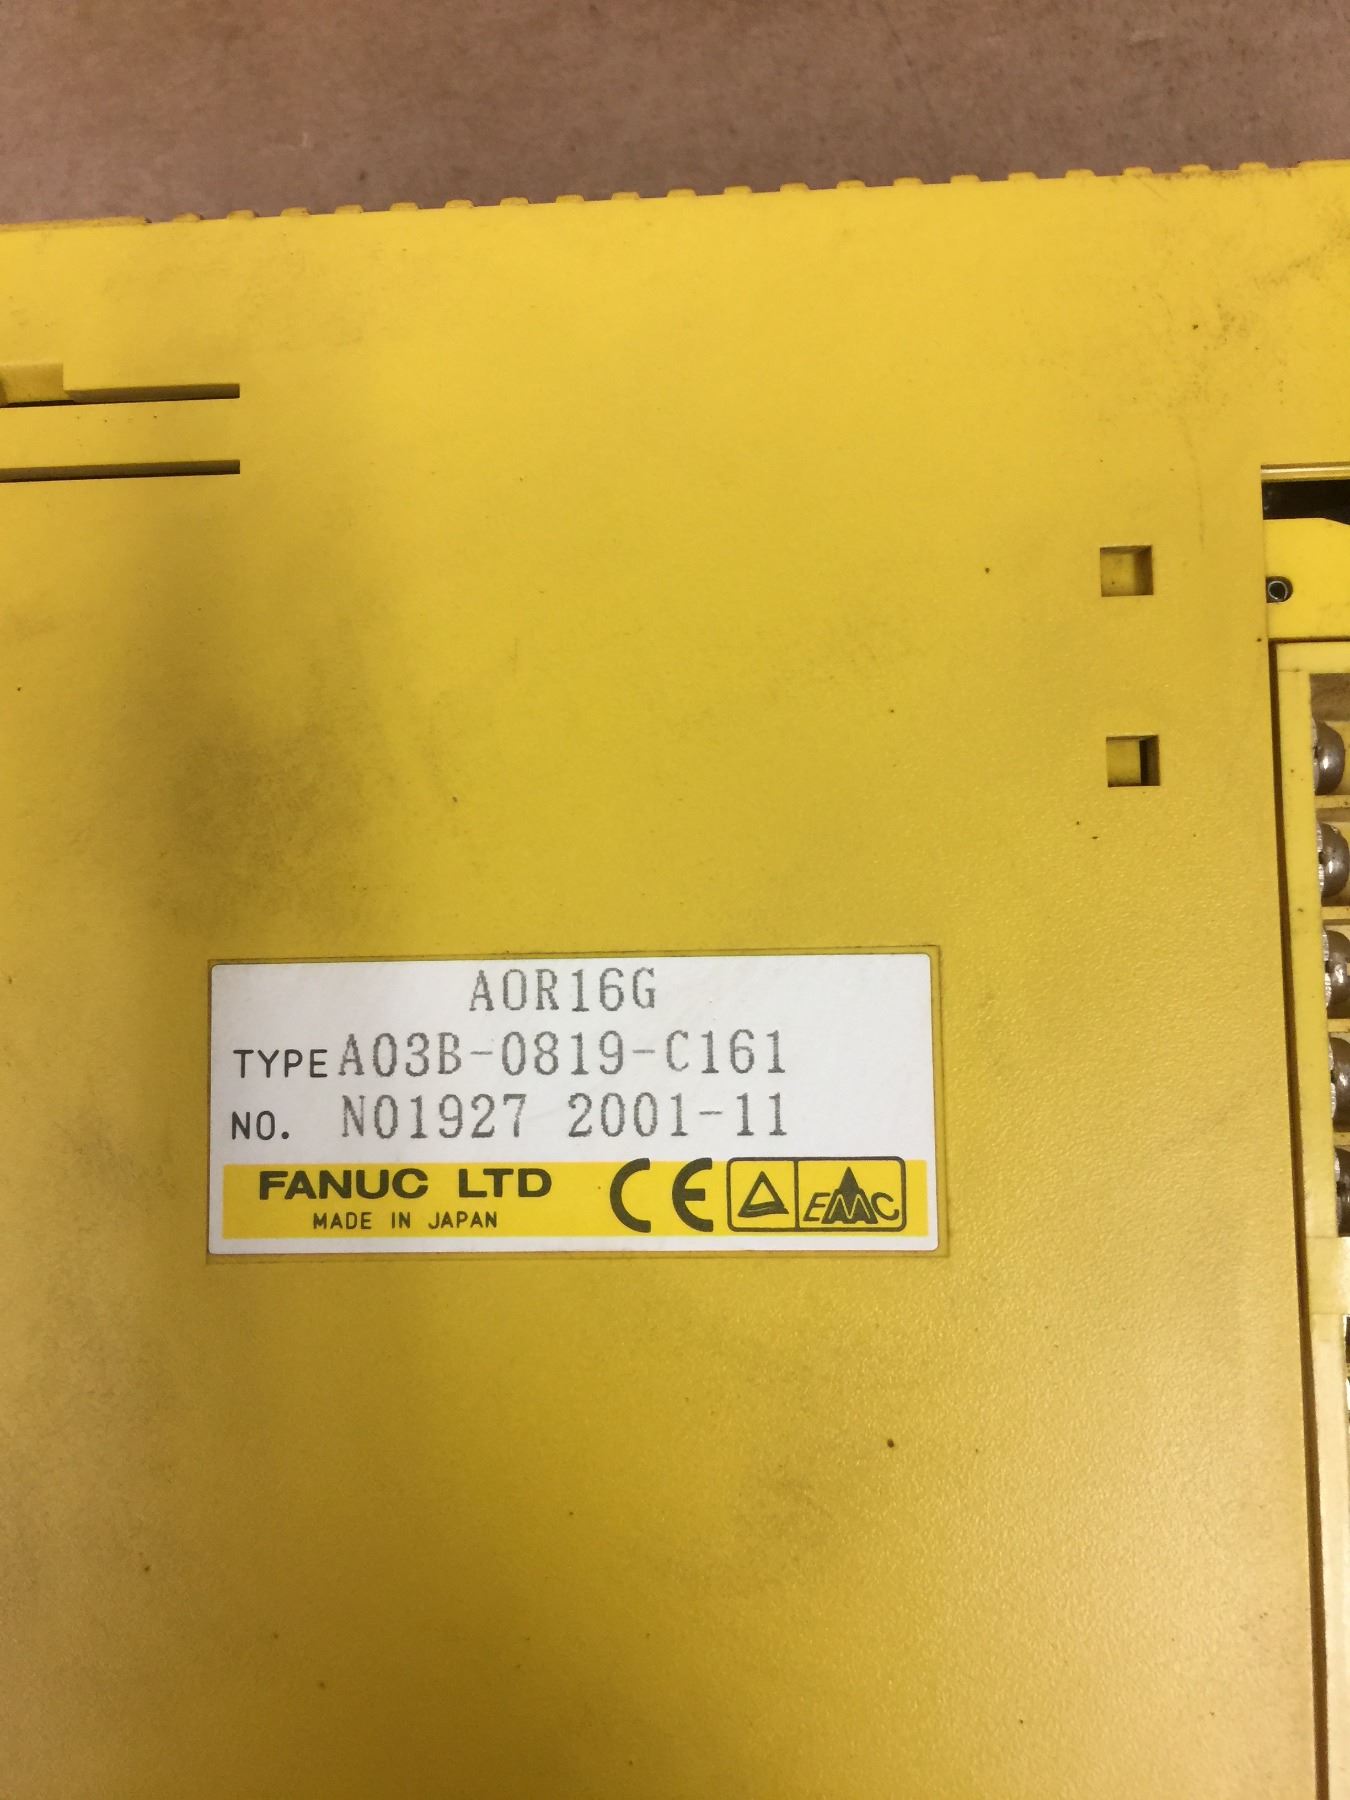 AOR16G
TYPE A03B-0819-C161
NO. N01927 2001-11
FANUC LTD CE EMC
MADE IN JAPAN